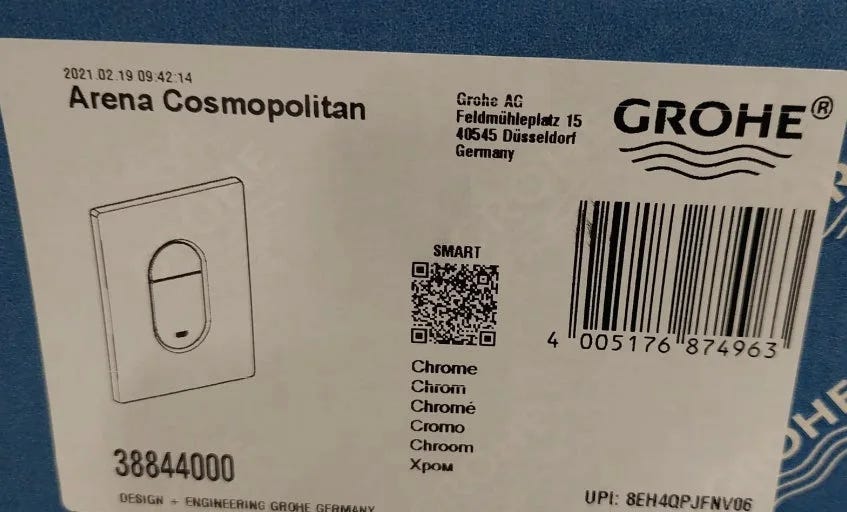 2021.02.19 09:42:14
Arena Cosmopolitan
Grohe AG
Feldmühleplatz 15
40545 Düsseldorf
Germany
GROHE®
SMART
4 005176 874963
Chrome
Chrom
Chromé
Cromo
Chroom
Хром
38844000
DESIGN + ENGINEERING GROHE GERMANY
UPI: 8EH4QPJFNV06